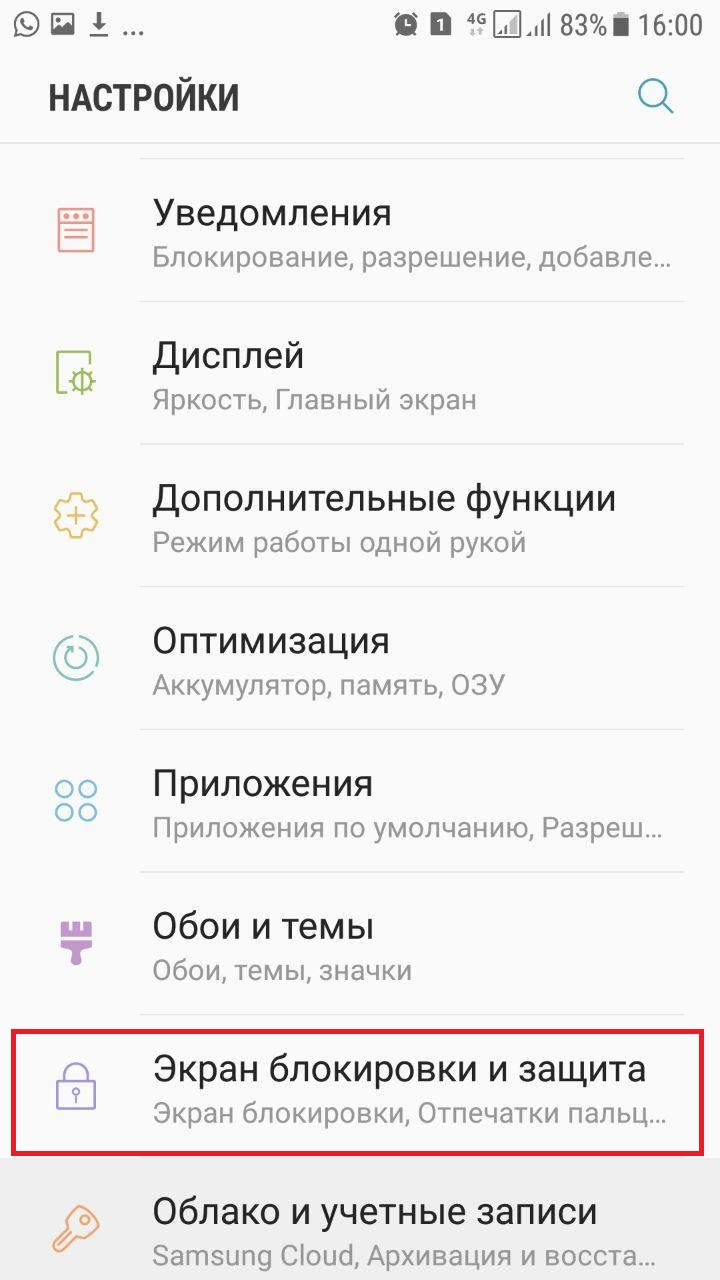 ... 1 4G 83% 16:00
НАСТРОЙКИ
Уведомления
Блокирование, разрешение, добавле...
Дисплей
Яркость, Главный экран
Дополнительные функции
Режим работы одной рукой
Оптимизация
Аккумулятор, память, ОЗУ
Приложения
Приложения по умолчанию, Разреш...
Обои и темы
Обои, темы, значки
Экран блокировки и защита
Экран блокировки, Отпечатки пальц...
Облако и учетные записи
Samsung Cloud, Архивация и восста...